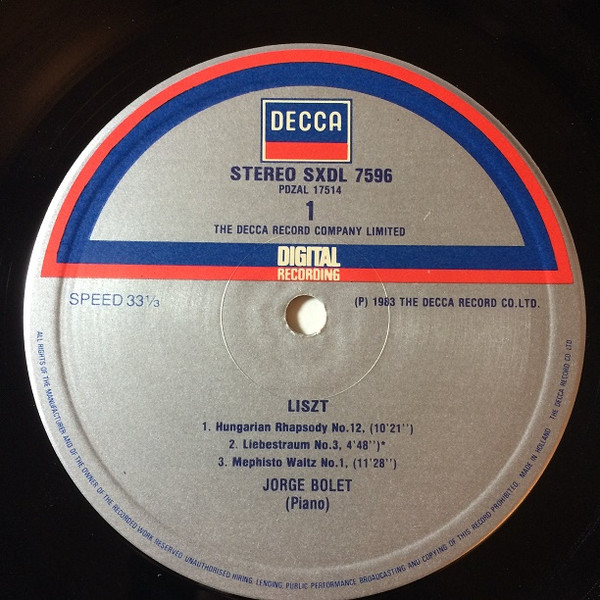 DECCA
STEREO SXDL 7596
PDZAL 17514
1
THE DECCA RECORD COMPANY LIMITED
DIGITAL
RECORDING
SPEED 33 1/3
(P) 1983 THE DECCA RECORD CO.LTD.
LISZT
1. Hungarian Rhapsody No.12, (10'21'')
2. Liebestraum No.3, 4'48'')*
3. Mephisto Waltz No.1, (11'28'')
JORGE BOLET
(Piano)
ALL RIGHTS OF THE MANUFACTURER AND OF THE OWNER OF THE RECORDED WORK RESERVED. UNAUTHORISED HIRING, LENDING, PUBLIC PERFORMANCE, BROADCASTING AND COPYING OF THIS RECORD PROHIBITED. MADE IN HOLLAND. THE DECCA RECORD CO. LTD